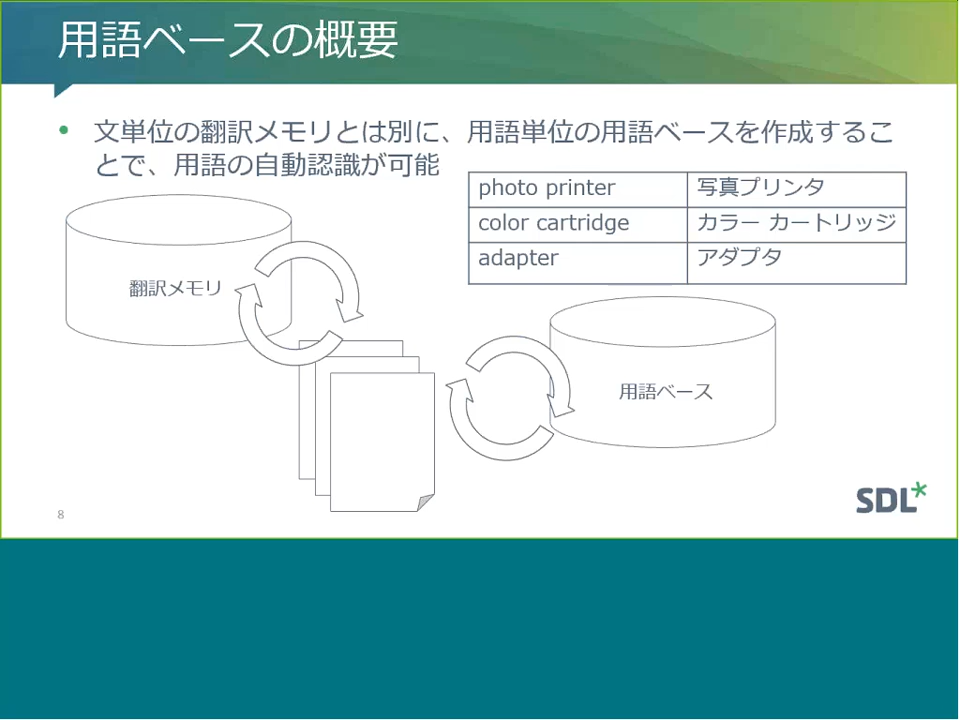 用語ベースの概要
• 文単位の翻訳メモリとは別に、用語単位の用語ベースを作成するこ
とで、用語の自動認識が可能
photo printer 写真プリンタ
color cartridge カラー カートリッジ
adapter アダプタ
翻訳メモリ
用語ベース
SDL*
8